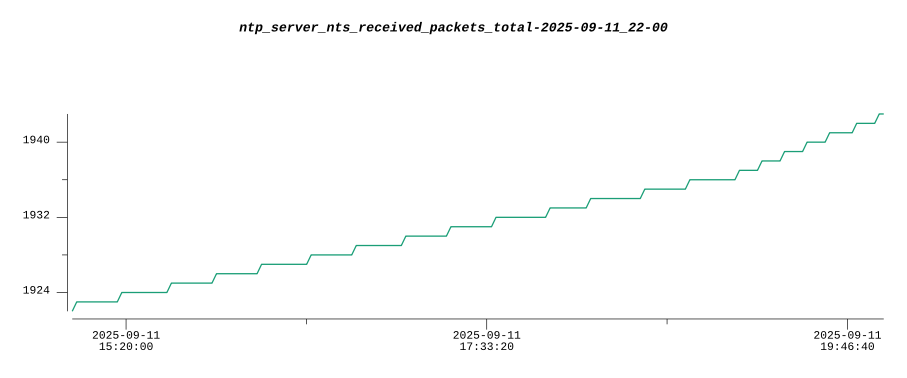 ntp_server_nts_received_packets_total-2025-09-11_22-00
1940
1932
1924
2025-09-11 2025-09-11 2025-09-11
15:20:00 17:33:20 19:46:40